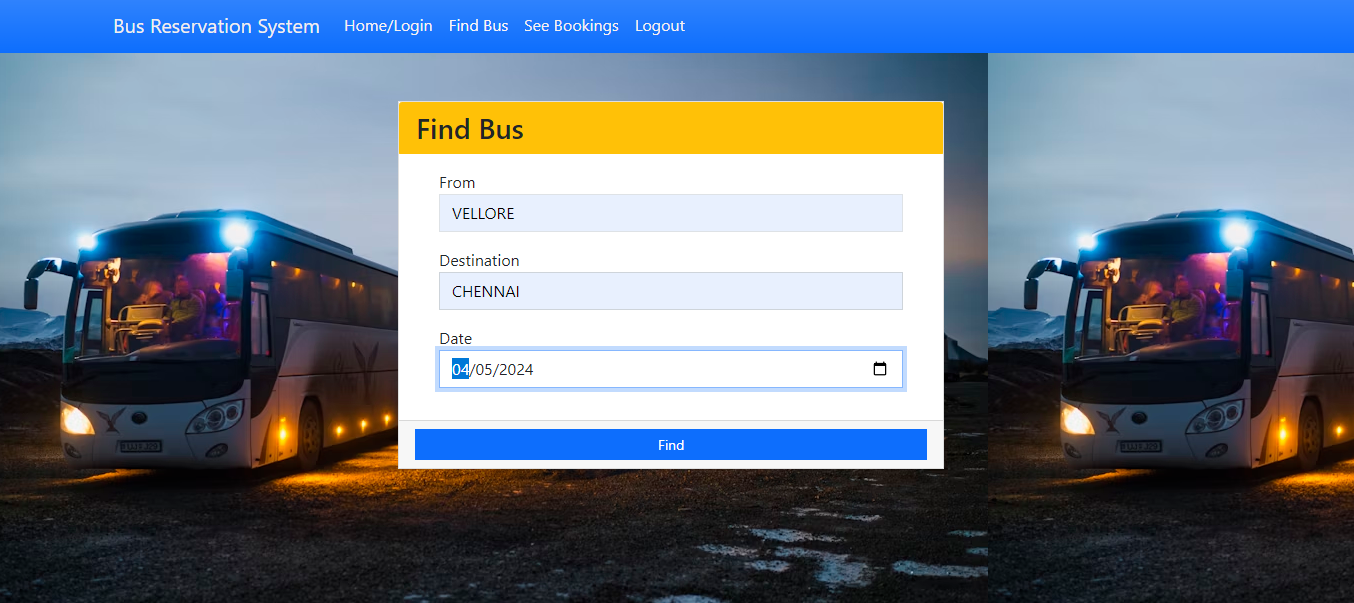 Bus Reservation System Home/Login Find Bus See Bookings Logout
Find Bus
From
VELLORE
Destination
CHENNAI
Date
04/05/2024
Find